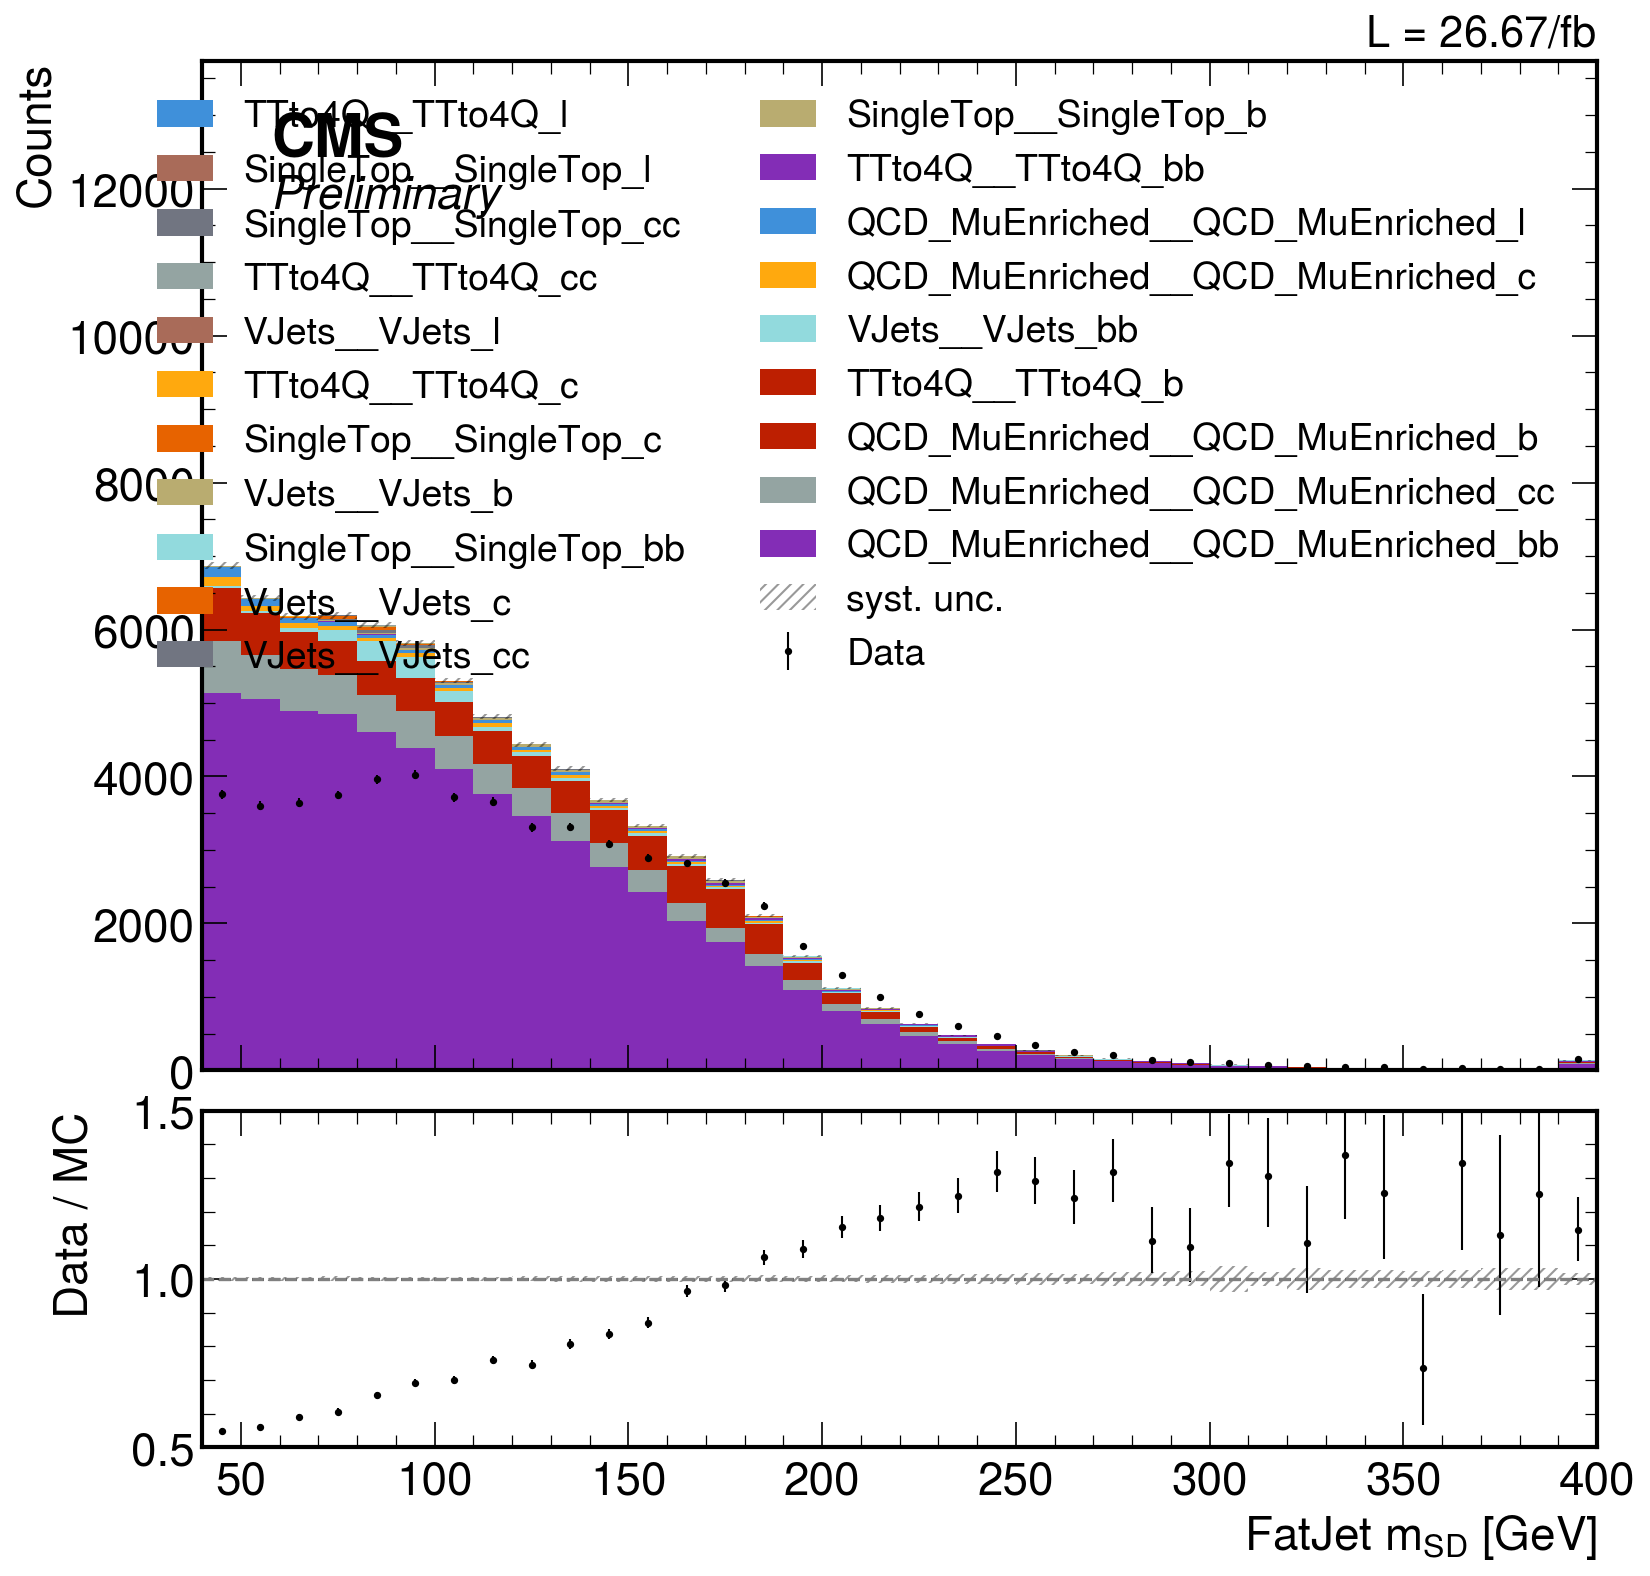 L = 26.67/fb
Counts
CMS
Preliminary
TTto4Q__TTto4Q_l
SingleTop__SingleTop_l
SingleTop__SingleTop_cc
TTto4Q__TTto4Q_cc
VJets__VJets_l
TTto4Q__TTto4Q_c
SingleTop__SingleTop_c
VJets__VJets_b
SingleTop__SingleTop_bb
VJets__VJets_c
VJets__VJets_cc
SingleTop__SingleTop_b
TTto4Q__TTto4Q_bb
QCD_MuEnriched__QCD_MuEnriched_l
QCD_MuEnriched__QCD_MuEnriched_c
VJets__VJets_bb
TTto4Q__TTto4Q_b
QCD_MuEnriched__QCD_MuEnriched_b
QCD_MuEnriched__QCD_MuEnriched_cc
QCD_MuEnriched__QCD_MuEnriched_bb
syst. unc.
Data
12000
10000
8000
6000
4000
2000
0
Data / MC
1.5
1.0
0.5
50 100 150 200 250 300 350 400
FatJet m_SD [GeV]